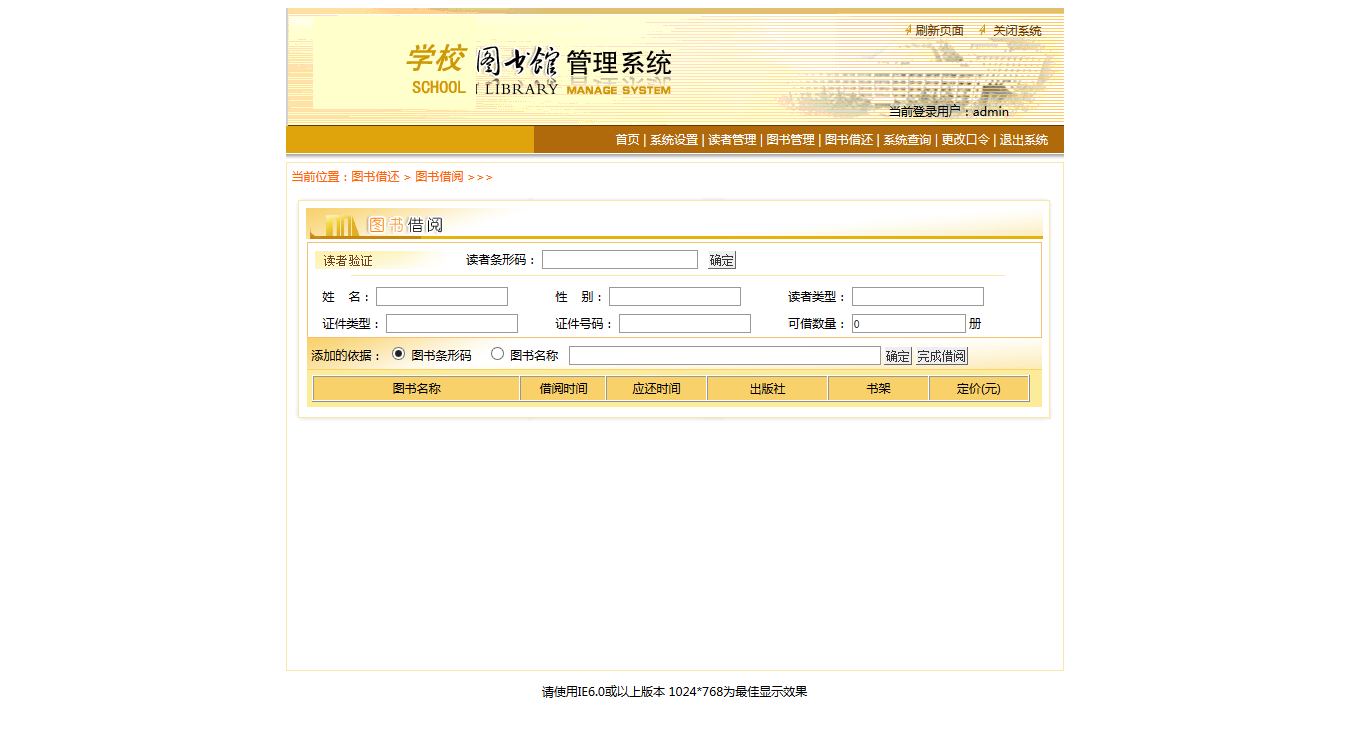 刷新页面 关闭系统
学校 图书馆 管理系统
SCHOOL LIBRARY MANAGE SYSTEM
当前登录用户：admin
首页 | 系统设置 | 读者管理 | 图书管理 | 图书借还 | 系统查询 | 更改口令 | 退出系统
当前位置：图书借还 > 图书借阅 >>>
图书借阅
读者验证 读者条形码： 确定
姓 名： 性 别： 读者类型：
证件类型： 证件号码： 可借数量： 0 册
添加的依据： 图书条形码 图书名称 确定 完成借阅
图书名称 借阅时间 应还时间 出版社 书架 定价(元)
请使用IE6.0或以上版本 1024*768为最佳显示效果